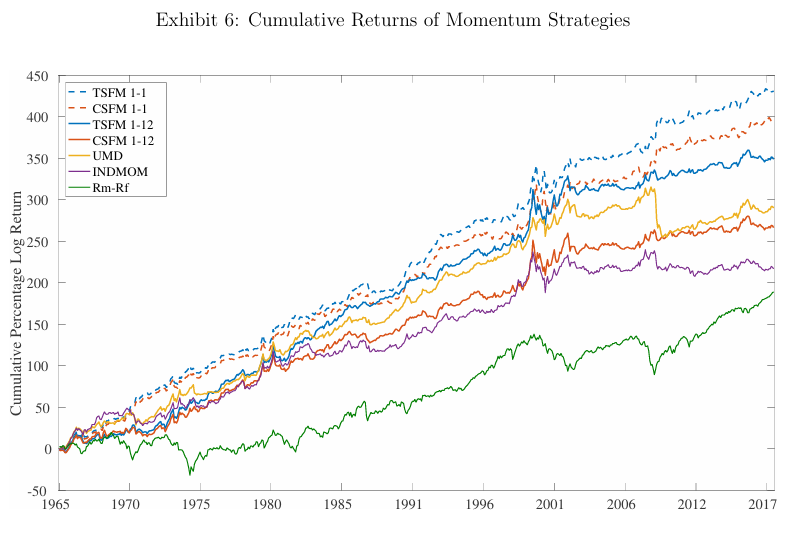 Exhibit 6: Cumulative Returns of Momentum Strategies
450
400
350
300
250
200
150
100
50
0
-50
Cumulative Percentage Log Return
TSFM 1-1
CSFM 1-1
TSFM 1-12
CSFM 1-12
UMD
INDMOM
Rm-Rf
1965 1970 1975 1980 1985 1991 1996 2001 2006 2012 2017